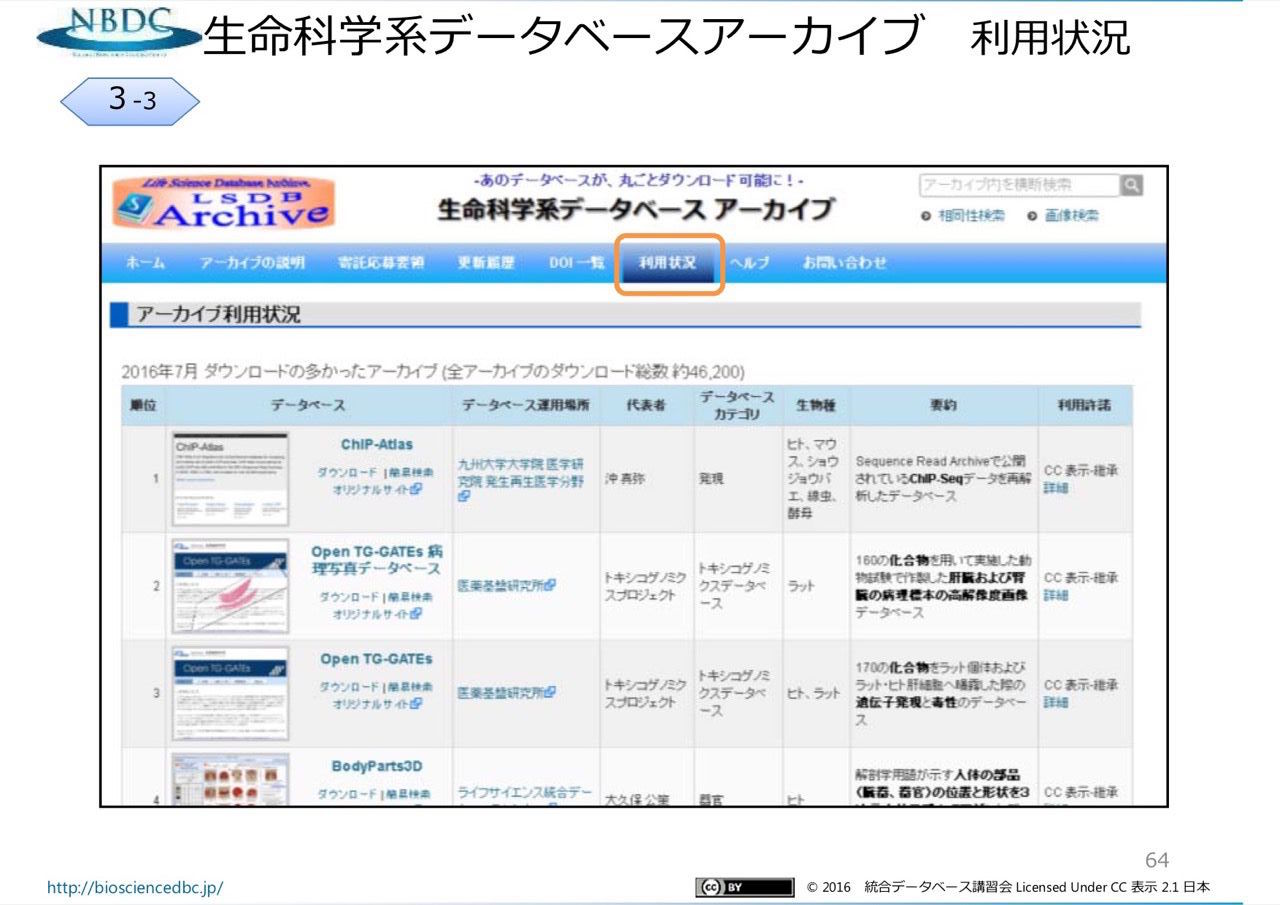 NBDC
生命科学系データベースアーカイブ 利用状況
3-3
Life Science Database Archive
LSDB
Archive
-あのデータベースが、丸ごとダウンロード可能に！-
生命科学系データベース アーカイブ
アーカイブ内を横断検索
相同性検索 画像検索
ホーム アーカイブの説明 寄託応募要領 更新履歴 DOI一覧 利用状況 ヘルプ お問い合わせ
アーカイブ利用状況
2016年7月 ダウンロードの多かったアーカイブ (全アーカイブのダウンロード総数 約46,200)
順位 データベース データベース運用場所 代表者 データベース
カテゴリ 生物種 要約 利用許諾
1
ChIP-Atlas
ChIP-Atlas
ダウンロード | 簡易検索
オリジナルサイト
九州大学大学院 医学研
究院 発生再生医学分野
沖 真弥
発現
ヒト、マウ
ス、ショウ
ジョウバ
エ、線虫、
酵母
Sequence Read Archiveで公開
されているChIP-Seqデータを再解
析したデータベース
CC 表示-継承
詳細
2
Open TG-GATEs
Open TG-GATEs 病
理写真データベース
ダウンロード | 簡易検索
オリジナルサイト
医薬基盤研究所
トキシコゲノミク
スプロジェクト
トキシコゲノミ
クスデータベ
ース
ラット
160の化合物を用いて実施した動
物試験で作製した肝臓および腎
臓の病理標本の高解像度画像
データベース
CC 表示-継承
詳細
3
Open TG-GATEs
Open TG-GATEs
ダウンロード | 簡易検索
オリジナルサイト
医薬基盤研究所
トキシコゲノミク
スプロジェクト
トキシコゲノミ
クスデータベ
ース
ヒト、ラット
170の化合物をラット個体および
ラット・ヒト肝細胞へ曝露した際の
遺伝子発現と毒性のデータベー
ス
CC 表示-継承
詳細
4
BodyParts3D
ダウンロード | 簡易検索
ライフサイエンス統合デー
大久保 公策
器官
ヒト
解剖学用語が示す人体の部品
(臓器、器官)の位置と形状を3
CC 表示-継承
64
http://biosciencedbc.jp/
cc BY
© 2016 統合データベース講習会 Licensed Under CC 表示 2.1 日本